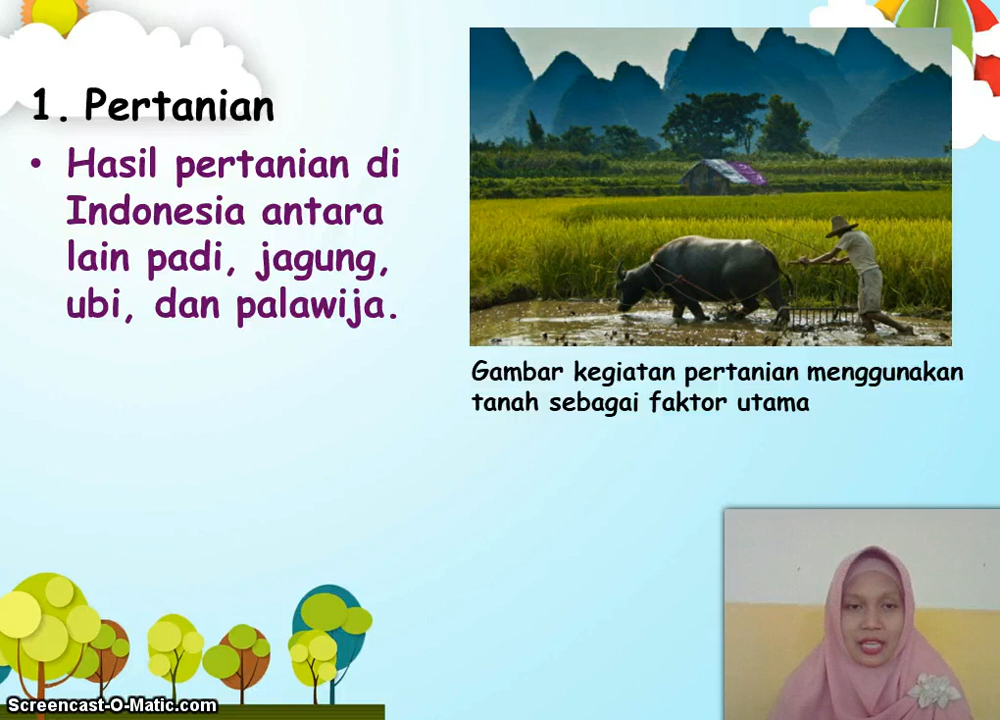 1. Pertanian
• Hasil pertanian di
Indonesia antara
lain padi, jagung,
ubi, dan palawija.
Gambar kegiatan pertanian menggunakan
tanah sebagai faktor utama
Screencast-O-Matic.com